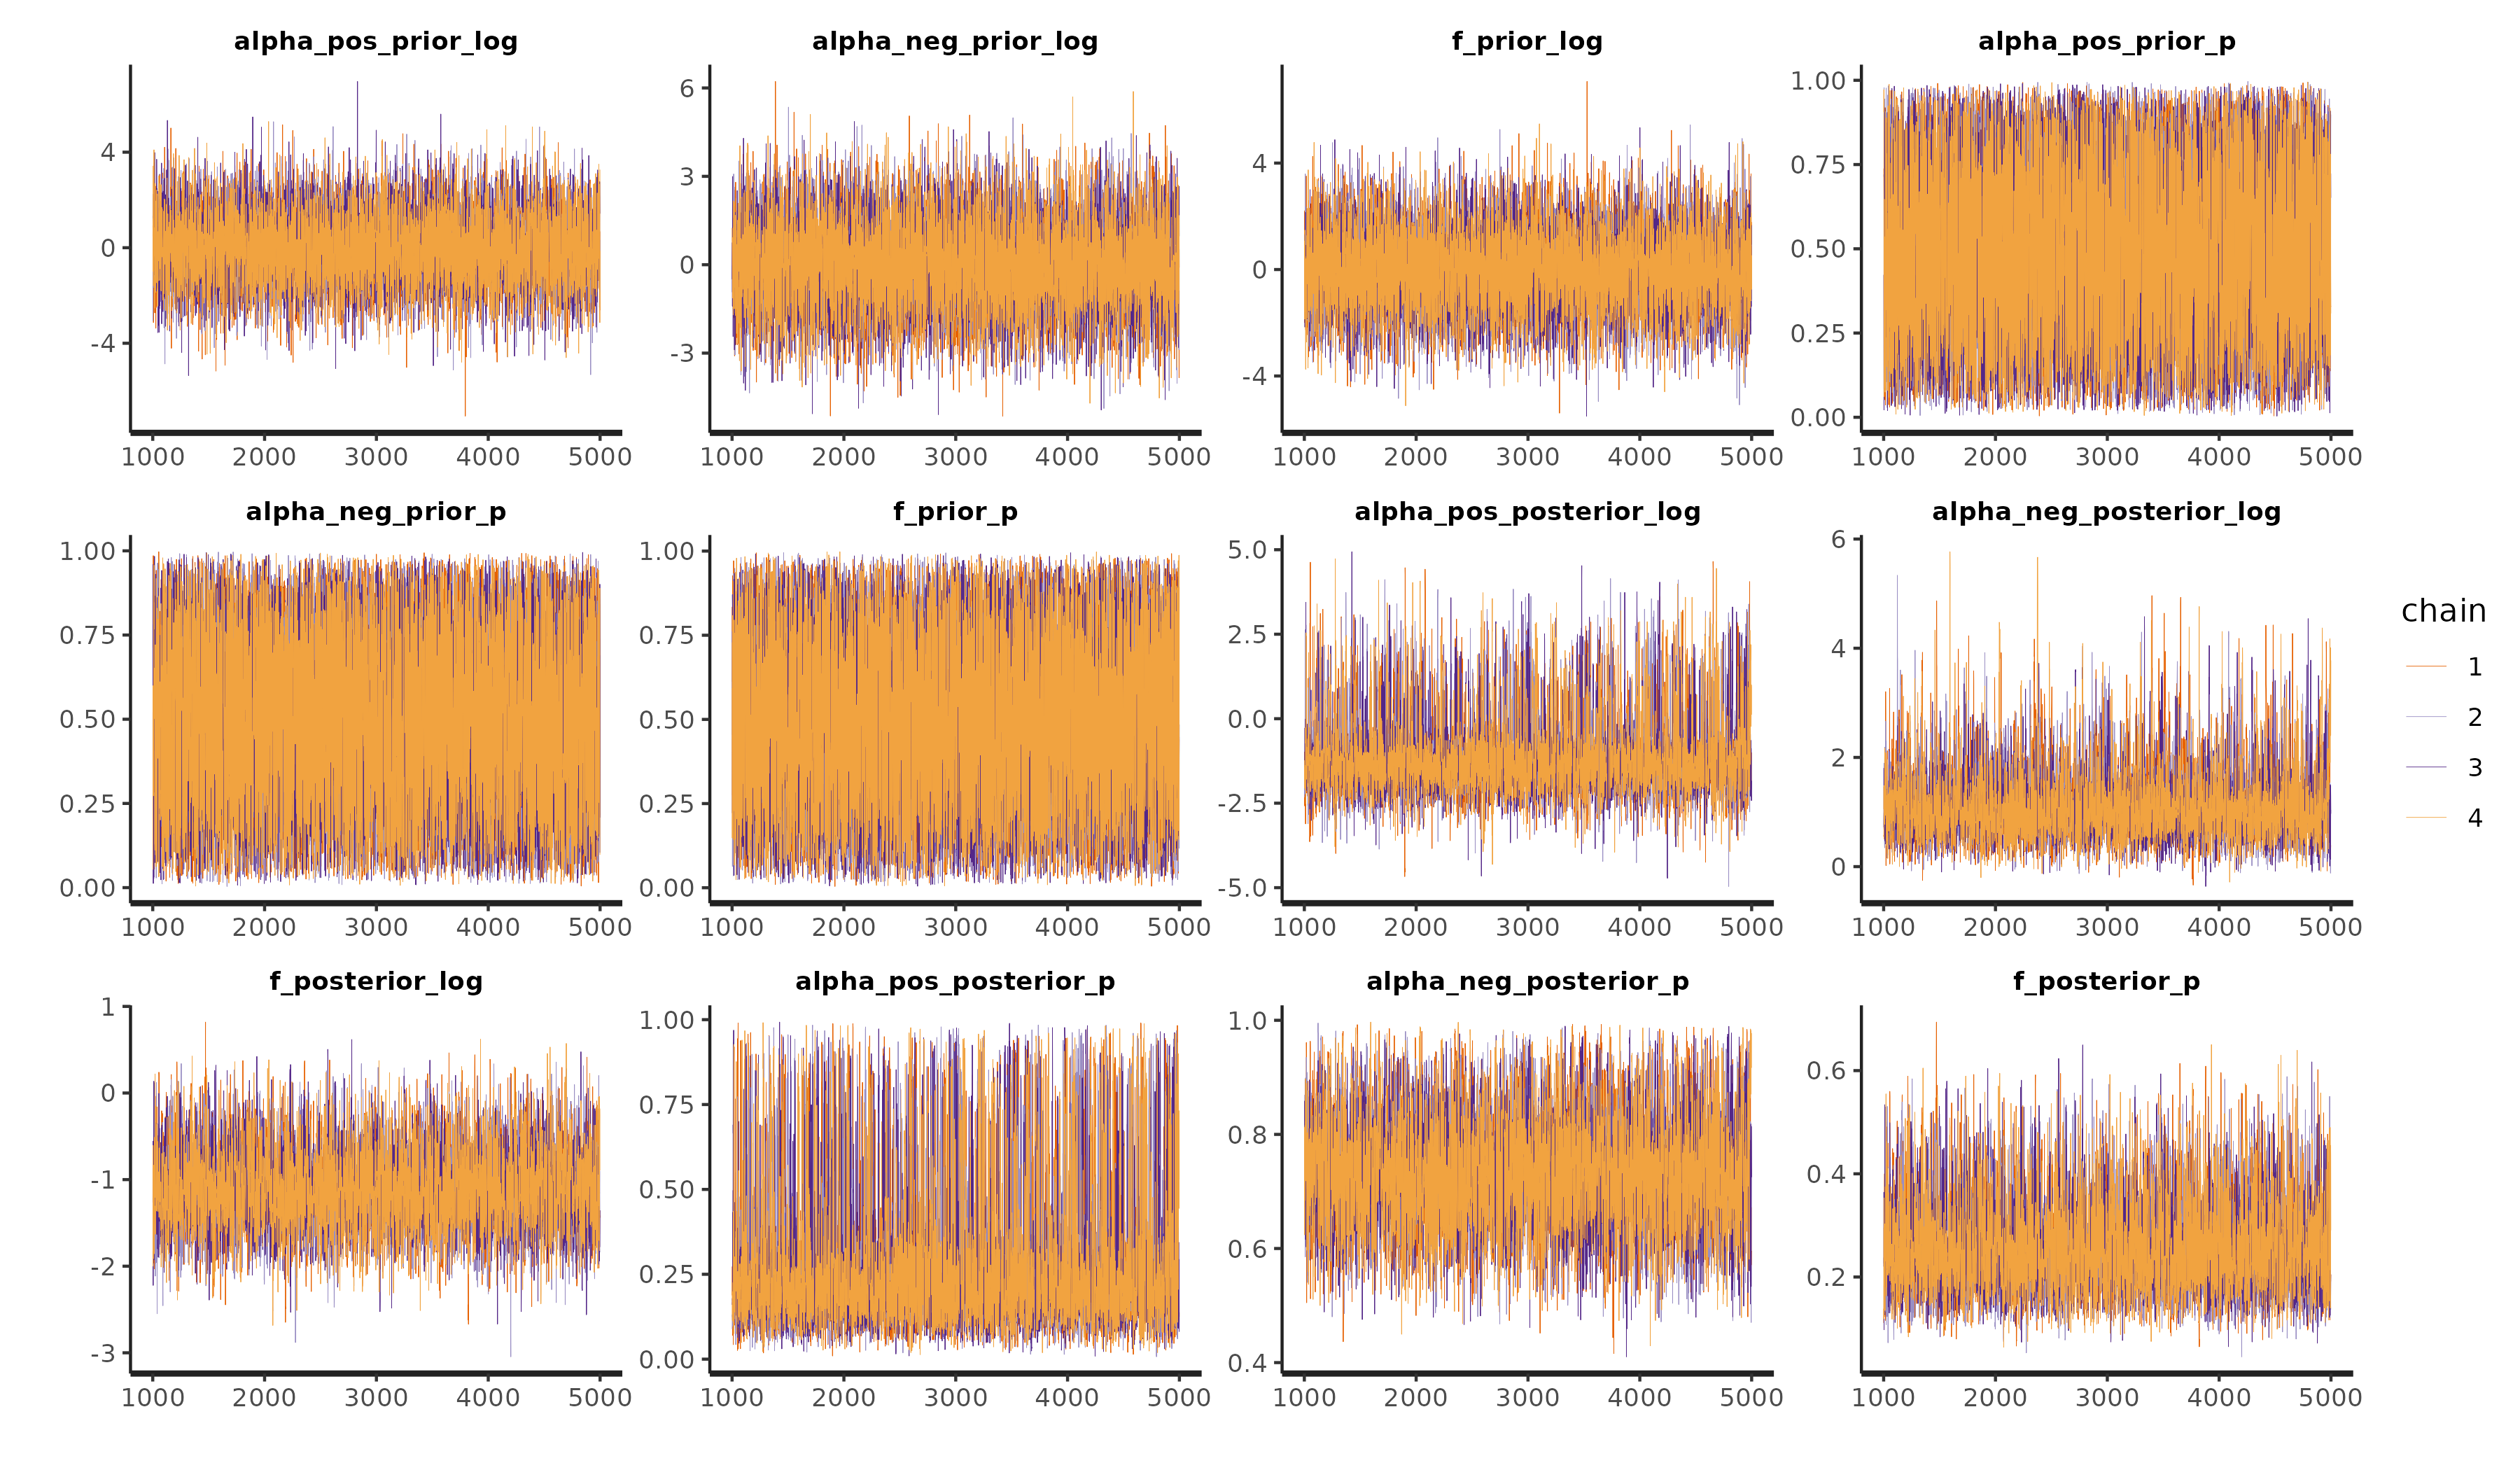 alpha_pos_prior_log
alpha_neg_prior_log
f_prior_log
alpha_pos_prior_p
4
0
-4
1000 2000 3000 4000 5000
6
3
0
-3
1000 2000 3000 4000 5000
4
0
-4
1000 2000 3000 4000 5000
1.00
0.75
0.50
0.25
0.00
1000 2000 3000 4000 5000
alpha_neg_prior_p
f_prior_p
alpha_pos_posterior_log
alpha_neg_posterior_log
1.00
0.75
0.50
0.25
0.00
1000 2000 3000 4000 5000
1.00
0.75
0.50
0.25
0.00
1000 2000 3000 4000 5000
5.0
2.5
0.0
-2.5
-5.0
1000 2000 3000 4000 5000
6
4
2
0
1000 2000 3000 4000 5000
chain
1
2
3
4
f_posterior_log
alpha_pos_posterior_p
alpha_neg_posterior_p
f_posterior_p
1
0
-1
-2
-3
1000 2000 3000 4000 5000
1.00
0.75
0.50
0.25
0.00
1000 2000 3000 4000 5000
1.0
0.8
0.6
0.4
1000 2000 3000 4000 5000
0.6
0.4
0.2
1000 2000 3000 4000 5000